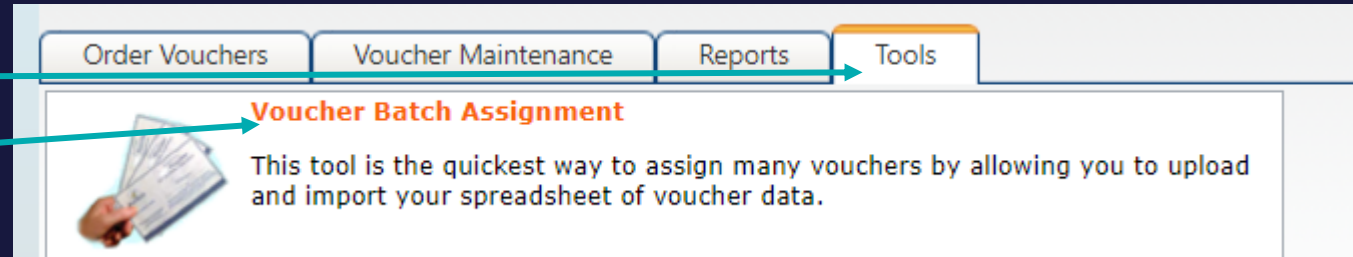 Order Vouchers Voucher Maintenance Reports Tools
Voucher Batch Assignment
This tool is the quickest way to assign many vouchers by allowing you to upload
and import your spreadsheet of voucher data.